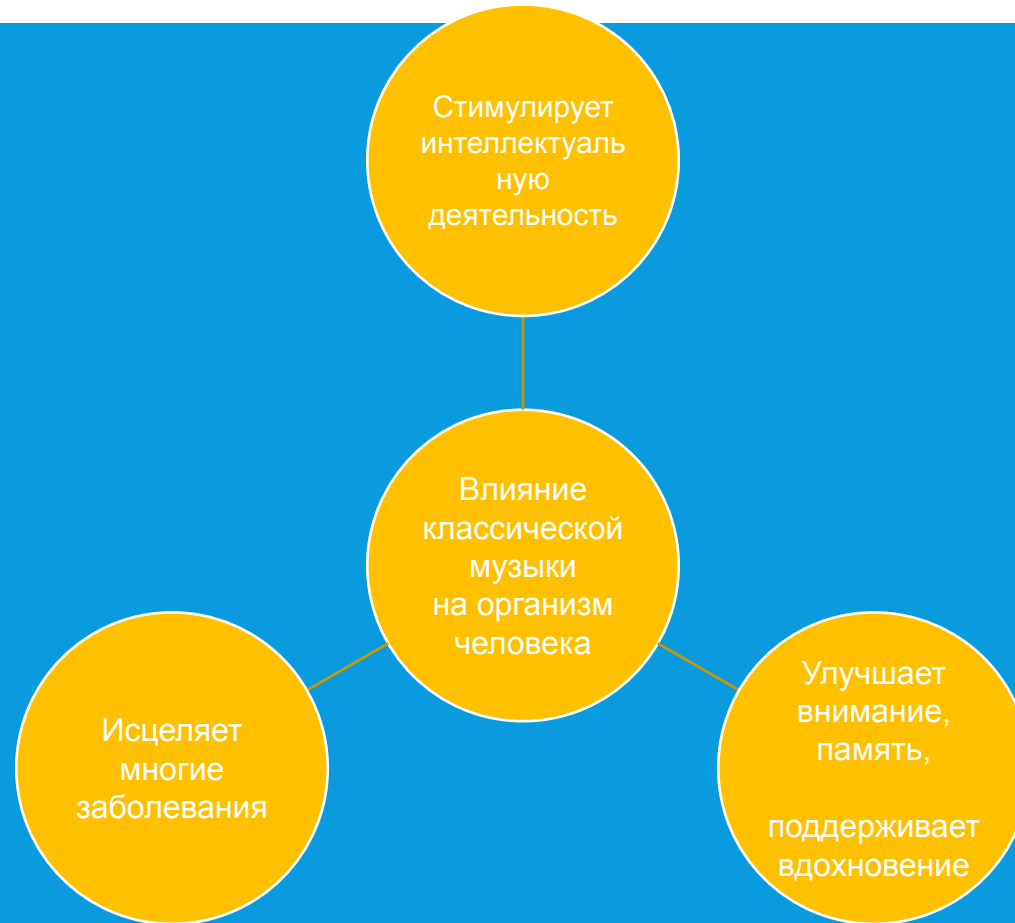 Стимулирует
интеллектуаль
ную
деятельность
Влияние
классической
музыки
на организм
человека
Исцеляет
многие
заболевания
Улучшает
внимание,
память,
поддерживает
вдохновение